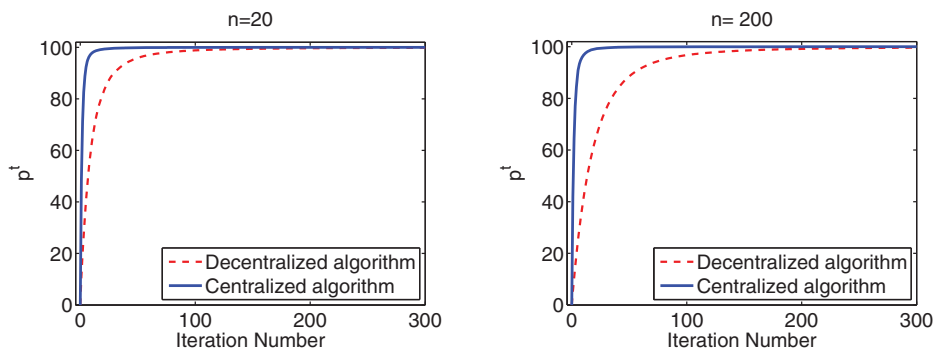 n=20
100
80
60
40
20
0
p^t
Decentralized algorithm
Centralized algorithm
0
100
200
300
Iteration Number
n= 200
100
80
60
40
20
0
p^t
Decentralized algorithm
Centralized algorithm
0
100
200
300
Iteration Number